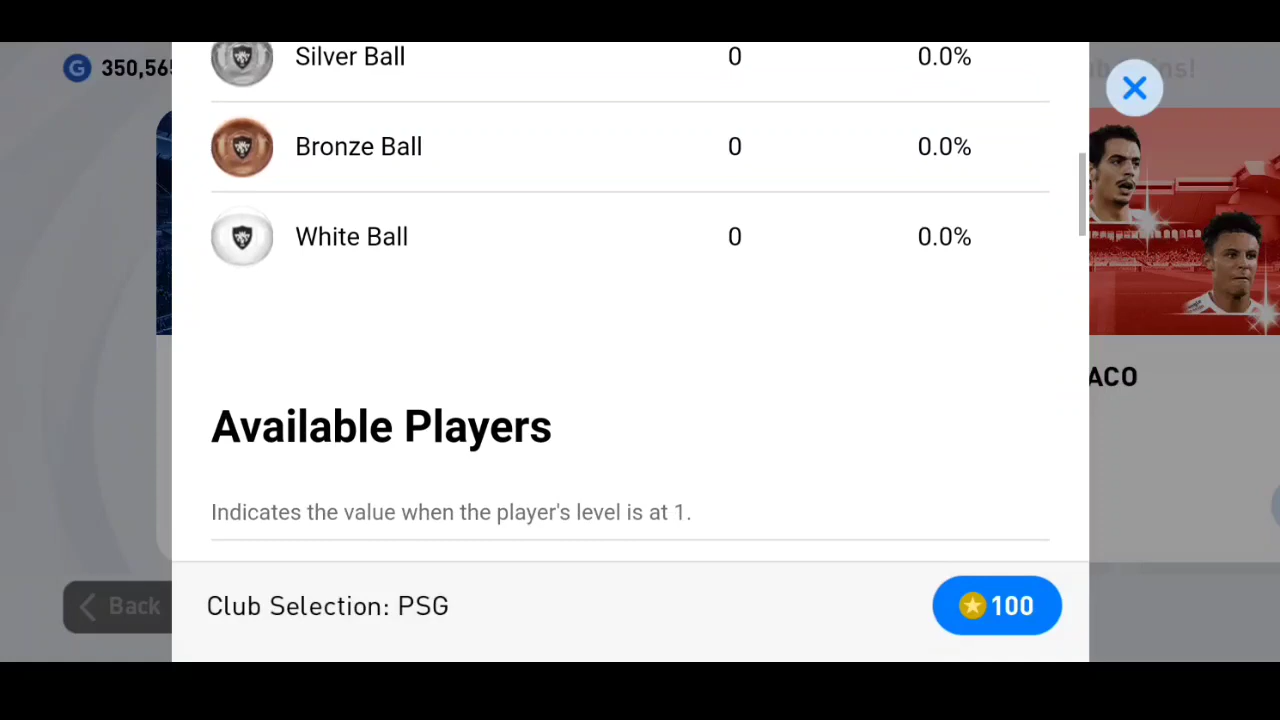 Silver Ball 0 0.0%
G 350,565
Bronze Ball 0 0.0%
White Ball 0 0.0%
ACO
Available Players
Indicates the value when the player's level is at 1.
Back
Club Selection: PSG
100